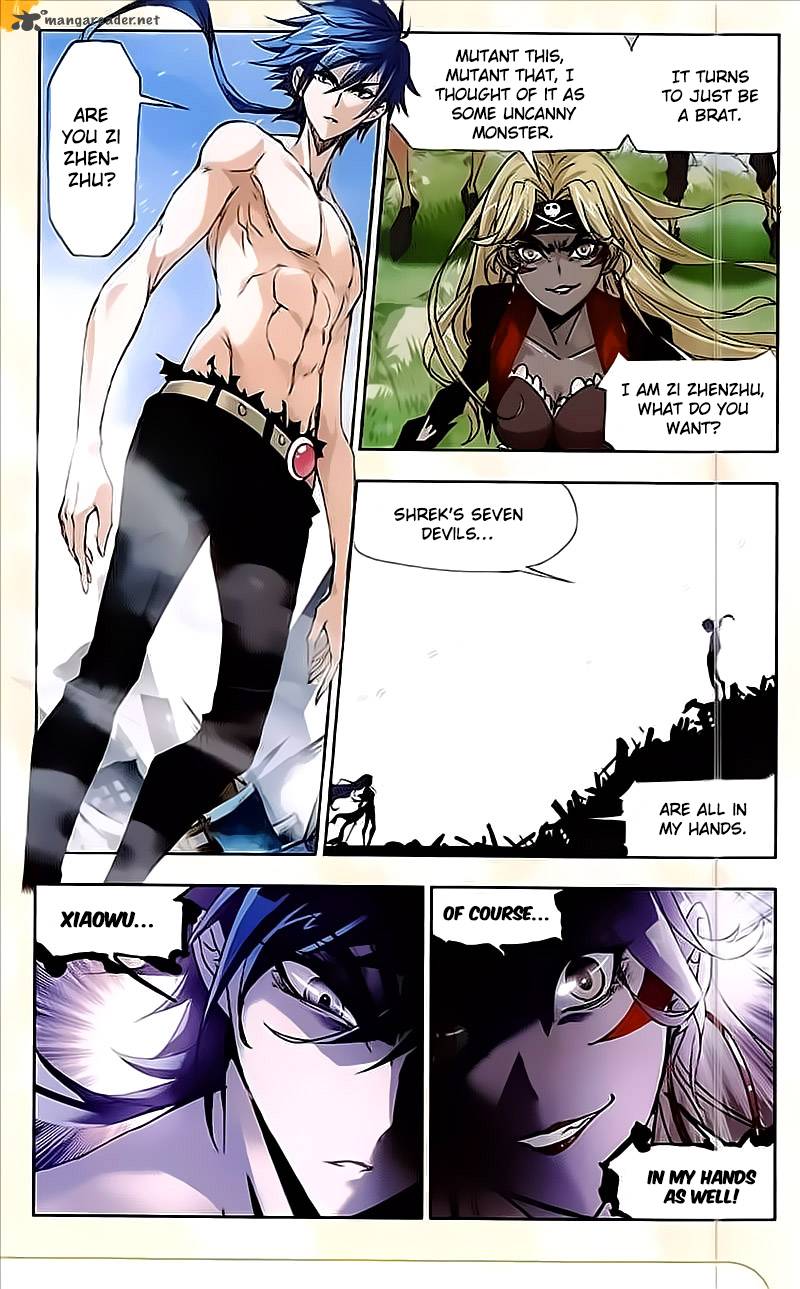 mangareader.net
ARE
YOU ZI
ZHEN-
ZHU?
MUTANT THIS,
MUTANT THAT, I
THOUGHT OF IT AS
SOME UNCANNY
MONSTER.
IT TURNS
TO JUST BE
A BRAT.
I AM ZI ZHENZHU,
WHAT DO YOU
WANT?
SHREK'S SEVEN
DEVILS...
ARE ALL IN
MY HANDS.
XIAOWU...
OF COURSE...
IN MY HANDS
AS WELL!